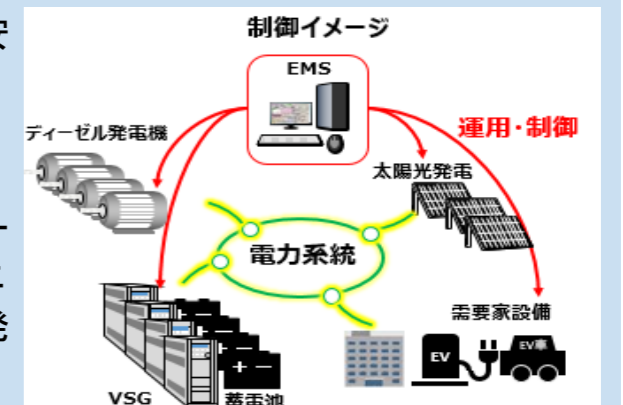 安
制御イメージ
EMS
ディーゼル発電機
運用・制御
太陽光発電
電力系統
発
需要家設備
EV
EV車
VSG
蓄電池